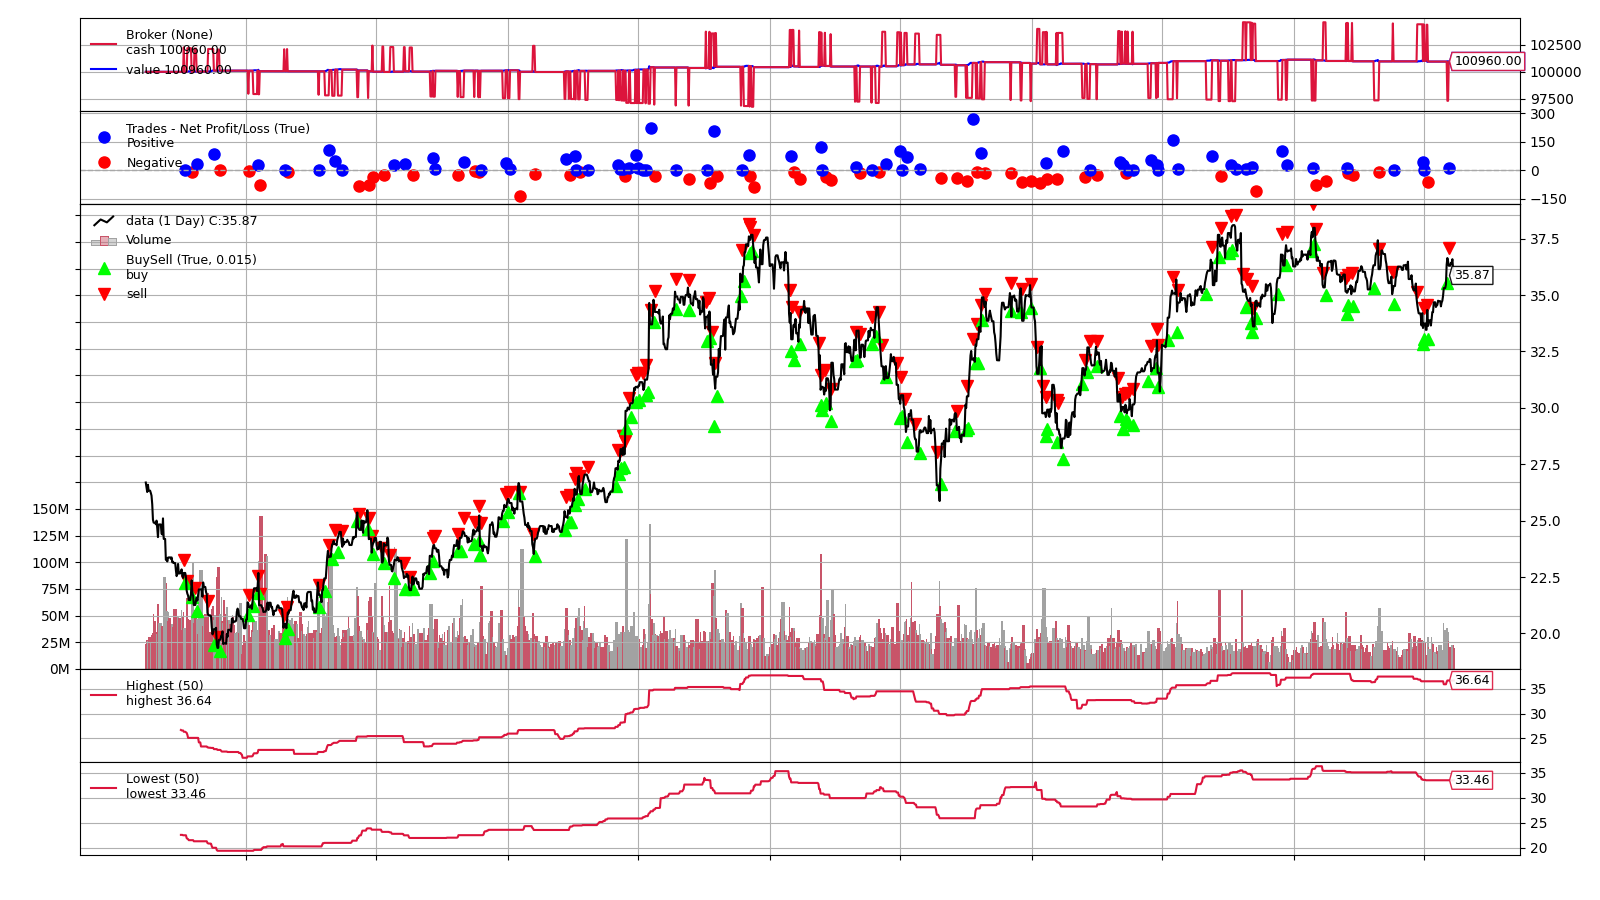 Broker (None)
cash 100960.00
value 100960.00
102500
100960.00
100000
97500
Trades - Net Profit/Loss (True)
Positive
Negative
300
150
0
−150
data (1 Day) C:35.87
Volume
BuySell (True, 0.015)
buy
sell
37.5
35.87
35.0
32.5
30.0
27.5
25.0
22.5
20.0
150M
125M
100M
75M
50M
25M
0M
Highest (50)
highest 36.64
36.64
35
30
25
Lowest (50)
lowest 33.46
35
33.46
30
25
20